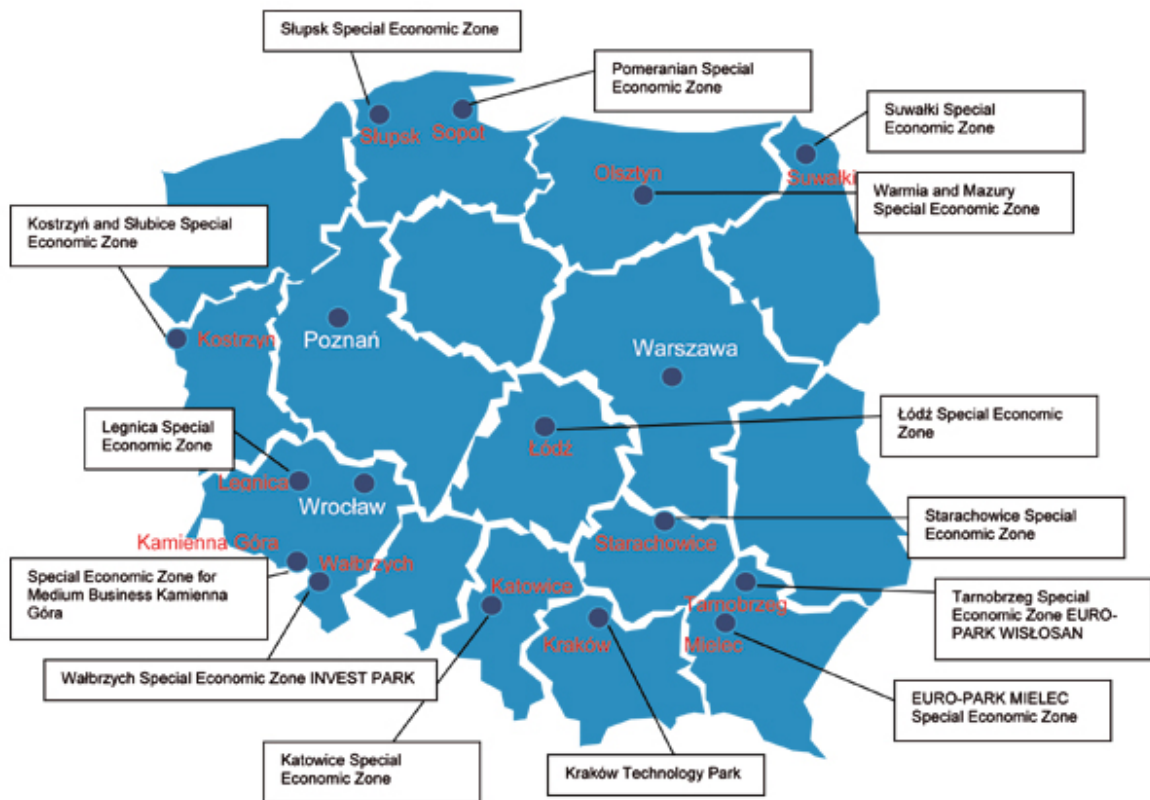 Słupsk Special Economic Zone
Pomeranian Special
Economic Zone
Suwałki Special
Economic Zone
Słupsk
Sopot
Olsztyn
Suwałki
Warmia and Mazury
Special Economic Zone
Kostrzyń and Słubice Special
Economic Zone
Kostrzyn
Poznań
Warszawa
Legnica Special
Economic Zone
Łódź Special Economic
Zone
Łódź
Legnica
Wrocław
Starachowice Special
Economic Zone
Starachowice
Kamienna Góra
Wałbrzych
Katowice
Special Economic Zone for
Medium Business Kamienna
Góra
Tarnobrzeg
Tarnobrzeg Special
Economic Zone EURO-
PARK WISŁOSAN
Kraków
Mielec
Wałbrzych Special Economic Zone INVEST PARK
EURO-PARK MIELEC
Special Economic Zone
Katowice Special
Economic Zone
Kraków Technology Park